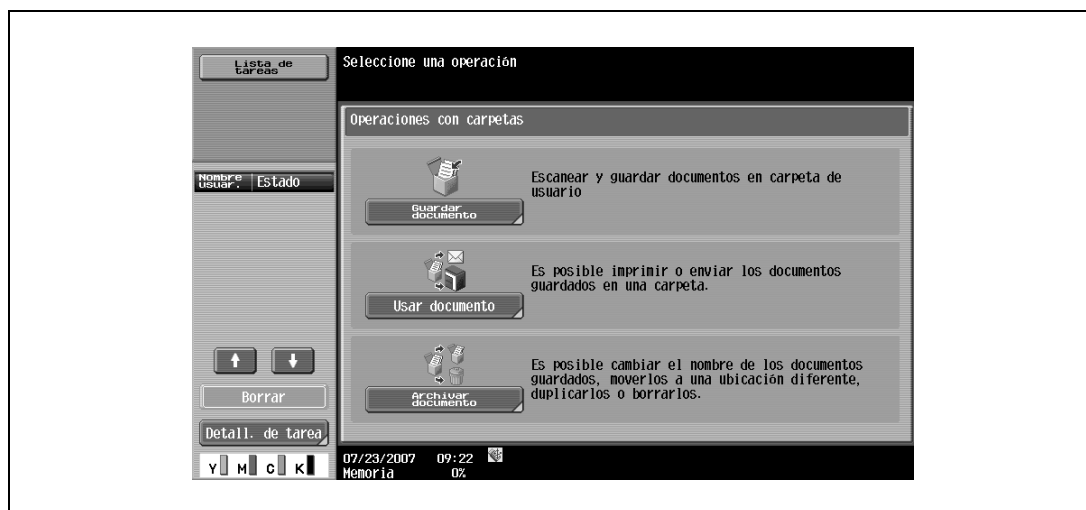 Lista de
tareas
Seleccione una operación
Operaciones con carpetas
Nombre
usuar.
Estado
Guardar
documento
Escanear y guardar documentos en carpeta de
usuario
Usar documento
Es posible imprimir o enviar los documentos
guardados en una carpeta.
Archivar
documento
Es posible cambiar el nombre de los documentos
guardados, moverlos a una ubicación diferente,
duplicarlos o borrarlos.
Borrar
Detall. de tarea
Y M C K
07/23/2007 09:22
Memoria 0%